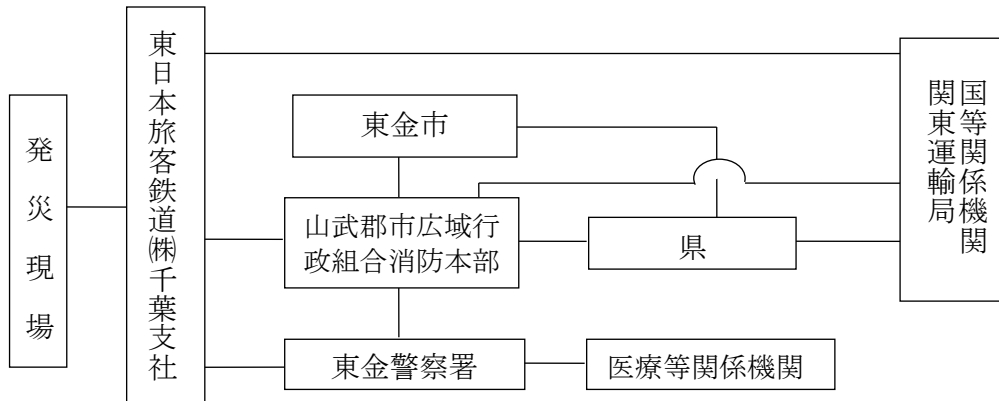 発災現場
東日本旅客鉄道㈱千葉支社
東金市
山武郡市広域行
政組合消防本部
東金警察署
県
医療等関係機関
国等関係機関
関東運輸局